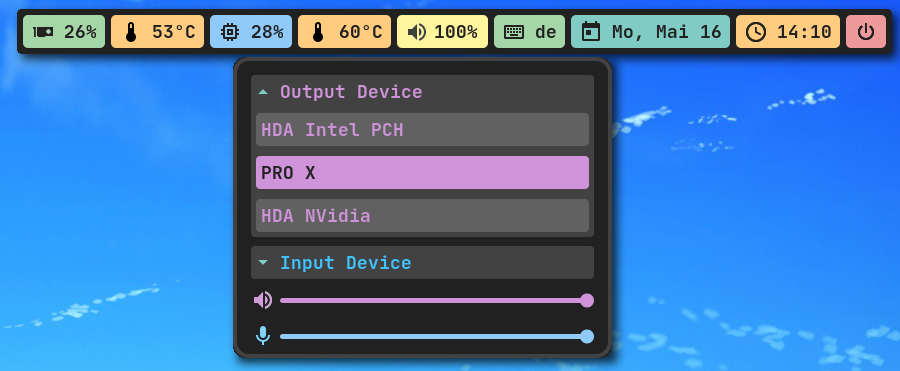 26% 53°C 28% 60°C 100% de Mo, Mai 16 14:10
Output Device
HDA Intel PCH
PRO X
HDA NVidia
Input Device